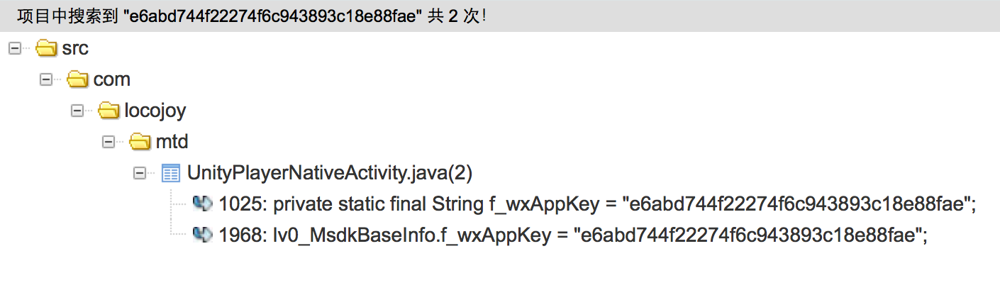 项目中搜索到 "e6abd744f22274f6c943893c18e88fae" 共 2 次!
src
com
locojoy
mtd
UnityPlayerNativeActivity.java(2)
1025: private static final String f_wxAppKey = "e6abd744f22274f6c943893c18e88fae";
1968: lv0_MsdkBaseInfo.f_wxAppKey = "e6abd744f22274f6c943893c18e88fae";